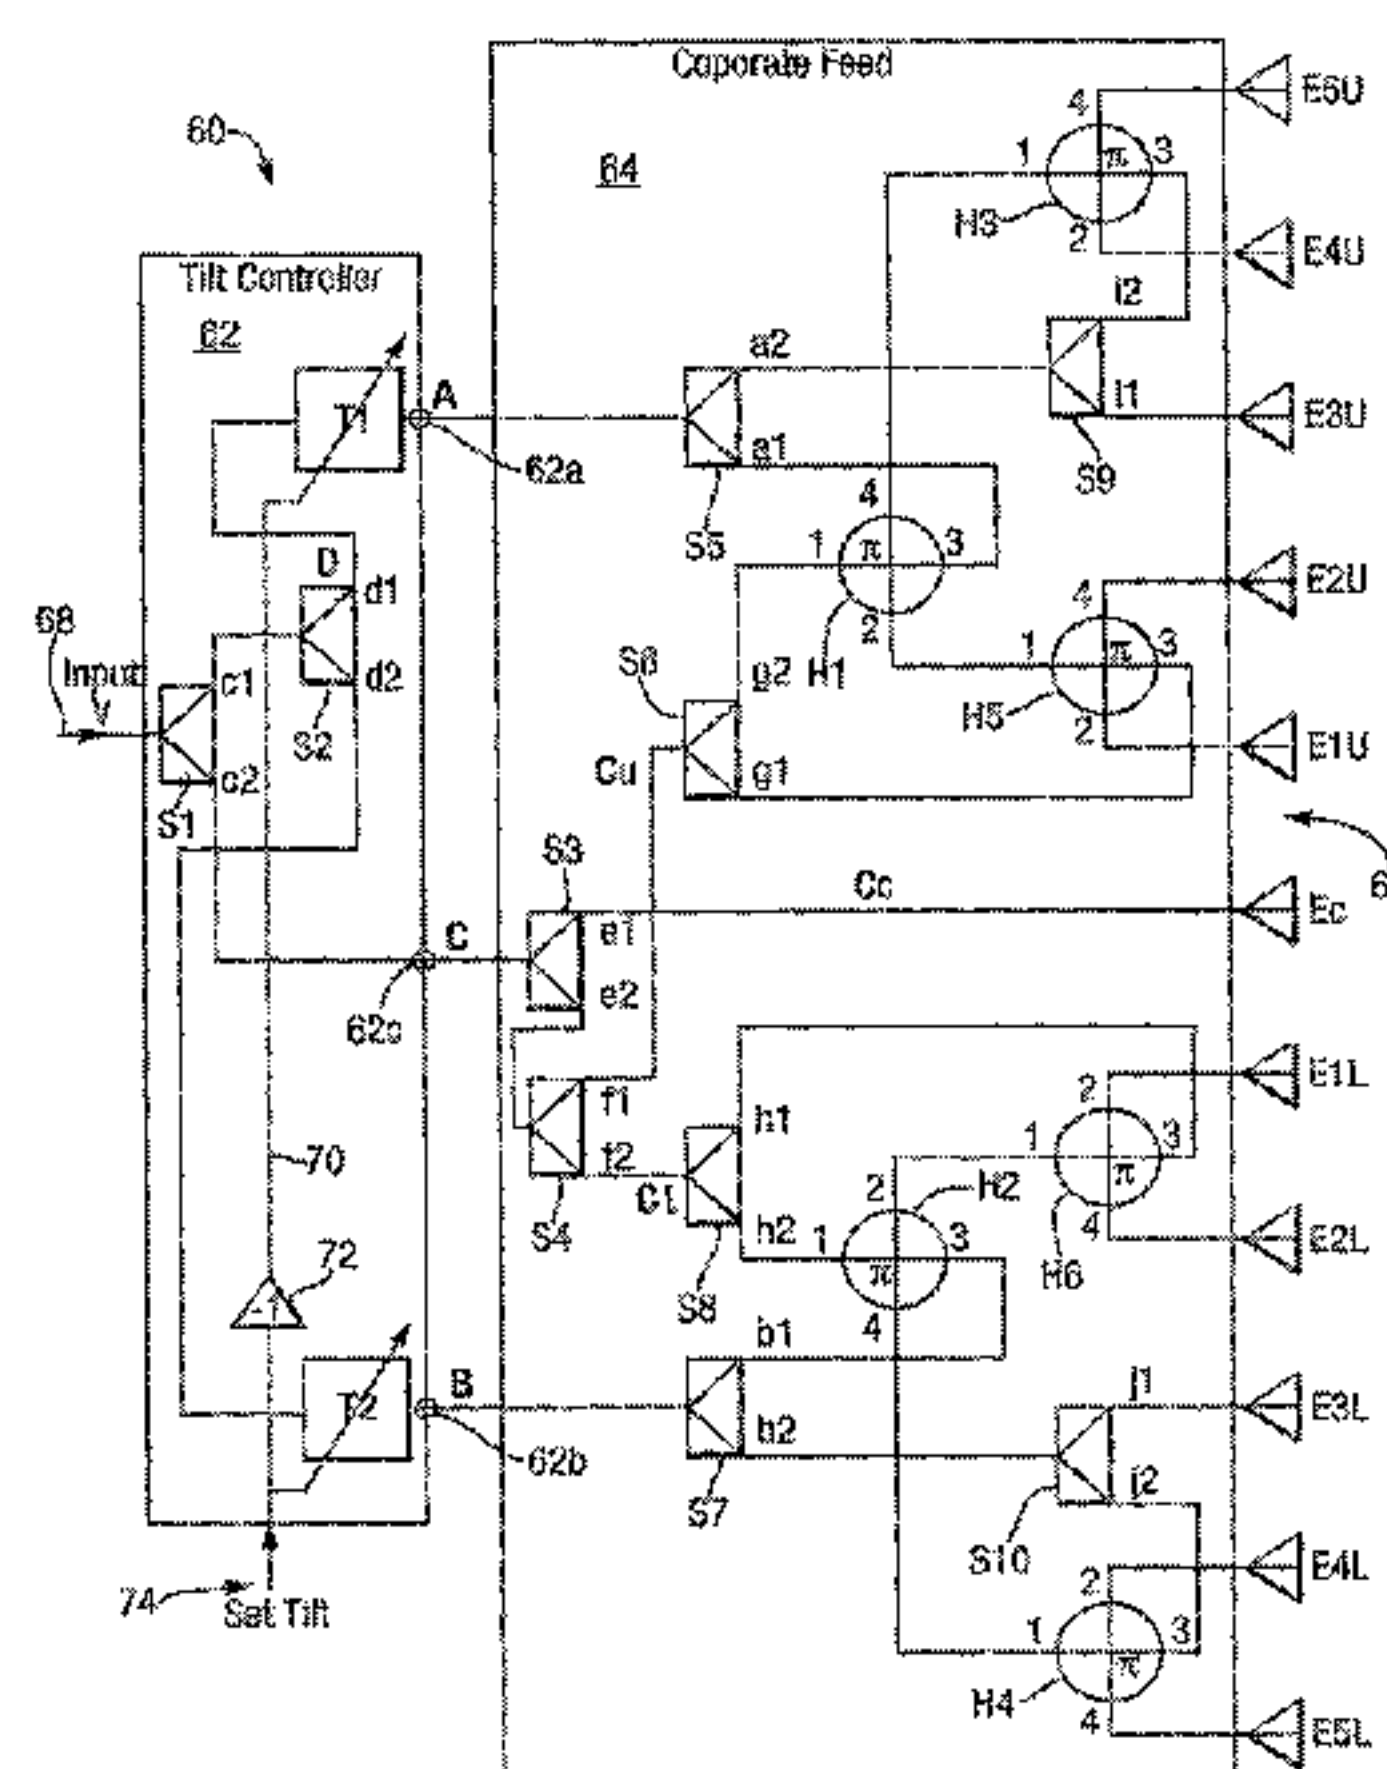 Coporate Feed
E5U
4
60
1
π
3
64
H3
2
E4U
Tilt Controller
i2
62
a2
T1
A
i1
E3U
62a
a1
S9
4
S5
1
π
3
D
d1
4
E2U
68
2
1
π
3
Input
V
c1
d2
S6
g2
H1
H5
2
S2
E1U
c2
Cu
g1
S1
S3
Cc
6
C
e1
Ec
e2
62c
2
E1L
f1
h1
1
3
70
f2
2
H2
π
S4
C1
h2
1
3
4
72
H6
E2L
π
S8
-1
b1
4
T2
B
j1
E3L
b2
62b
j2
S7
S10
E4L
2
74
Set Tilt
1
3
π
H4
4
E5L